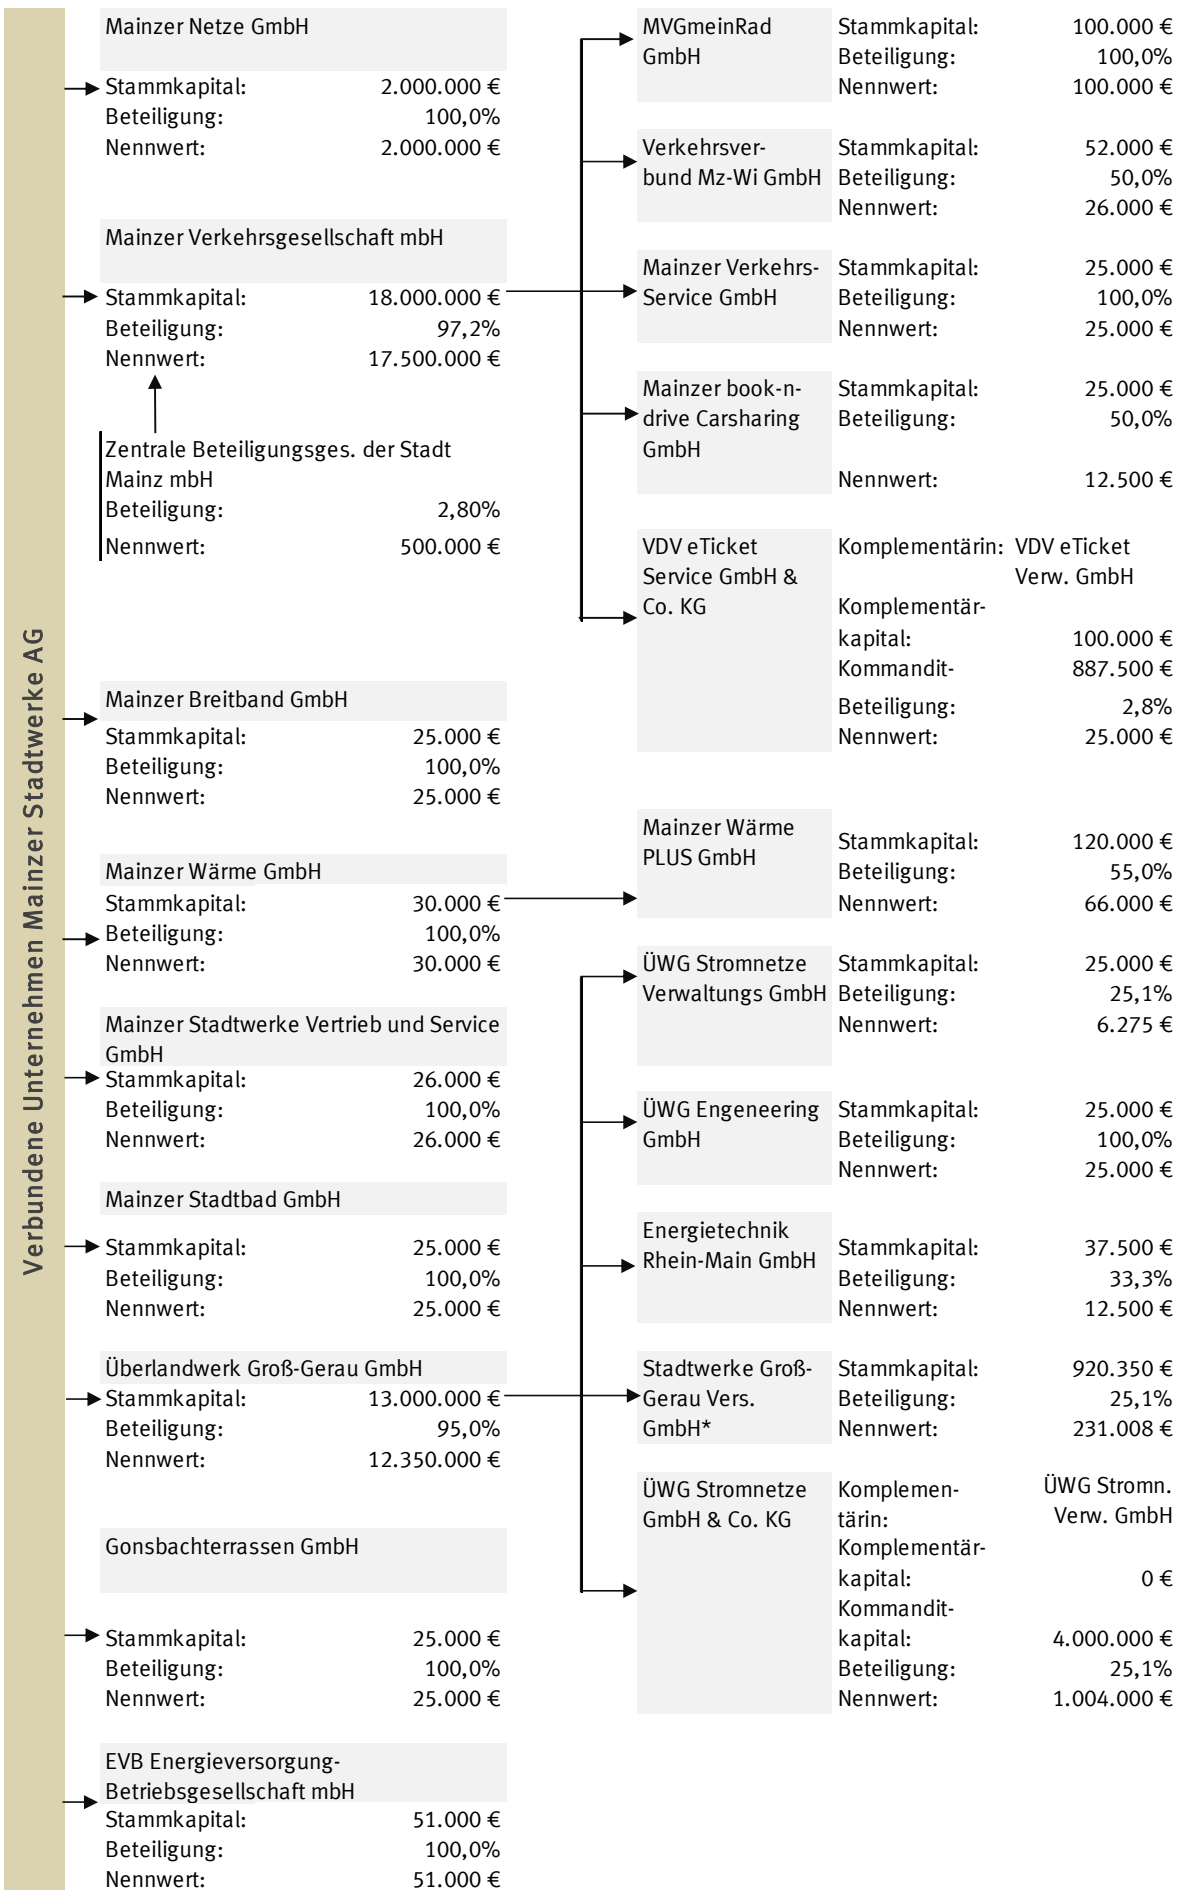 Verbundene Unternehmen Mainzer Stadtwerke AG
Mainzer Netze GmbH
Stammkapital: 2.000.000 €
Beteiligung: 100,0%
Nennwert: 2.000.000 €
Mainzer Verkehrsgesellschaft mbH
Stammkapital: 18.000.000 €
Beteiligung: 97,2%
Nennwert: 17.500.000 €
Zentrale Beteiligungsges. der Stadt
Mainz mbH
Beteiligung: 2,80%
Nennwert: 500.000 €
MVGmeinRad Stammkapital: 100.000 €
GmbH Beteiligung: 100,0%
Nennwert: 100.000 €
Verkehrsver- Stammkapital: 52.000 €
bund Mz-Wi GmbH Beteiligung: 50,0%
Nennwert: 26.000 €
Mainzer Verkehrs- Stammkapital: 25.000 €
Service GmbH Beteiligung: 100,0%
Nennwert: 25.000 €
Mainzer book-n- Stammkapital: 25.000 €
drive Carsharing Beteiligung: 50,0%
GmbH
Nennwert: 12.500 €
VDV eTicket Komplementärin: VDV eTicket
Service GmbH & Verw. GmbH
Co. KG Komplementär-
kapital: 100.000 €
Kommandit- 887.500 €
Beteiligung: 2,8%
Nennwert: 25.000 €
Mainzer Breitband GmbH
Stammkapital: 25.000 €
Beteiligung: 100,0%
Nennwert: 25.000 €
Mainzer Wärme GmbH
Stammkapital: 30.000 €
Beteiligung: 100,0%
Nennwert: 30.000 €
Mainzer Wärme
PLUS GmbH
Stammkapital: 120.000 €
Beteiligung: 55,0%
Nennwert: 66.000 €
Mainzer Stadtwerke Vertrieb und Service
GmbH
Stammkapital: 26.000 €
Beteiligung: 100,0%
Nennwert: 26.000 €
Mainzer Stadtbad GmbH
Stammkapital: 25.000 €
Beteiligung: 100,0%
Nennwert: 25.000 €
Überlandwerk Groß-Gerau GmbH
Stammkapital: 13.000.000 €
Beteiligung: 95,0%
Nennwert: 12.350.000 €
ÜWG Stromnetze Stammkapital: 25.000 €
Verwaltungs GmbH Beteiligung: 25,1%
Nennwert: 6.275 €
ÜWG Engeneering Stammkapital: 25.000 €
GmbH Beteiligung: 100,0%
Nennwert: 25.000 €
Energietechnik
Rhein-Main GmbH
Stammkapital: 37.500 €
Beteiligung: 33,3%
Nennwert: 12.500 €
Stadtwerke Groß- Stammkapital: 920.350 €
Gerau Vers. Beteiligung: 25,1%
GmbH* Nennwert: 231.008 €
ÜWG Stromnetze Komplemen- ÜWG Stromn.
GmbH & Co. KG tärin: Verw. GmbH
Komplementär-
kapital: 0 €
Kommandit-
kapital: 4.000.000 €
Beteiligung: 25,1%
Nennwert: 1.004.000 €
Gonsbachterrassen GmbH
Stammkapital: 25.000 €
Beteiligung: 100,0%
Nennwert: 25.000 €
EVB Energieversorgung-
Betriebsgesellschaft mbH
Stammkapital: 51.000 €
Beteiligung: 100,0%
Nennwert: 51.000 €